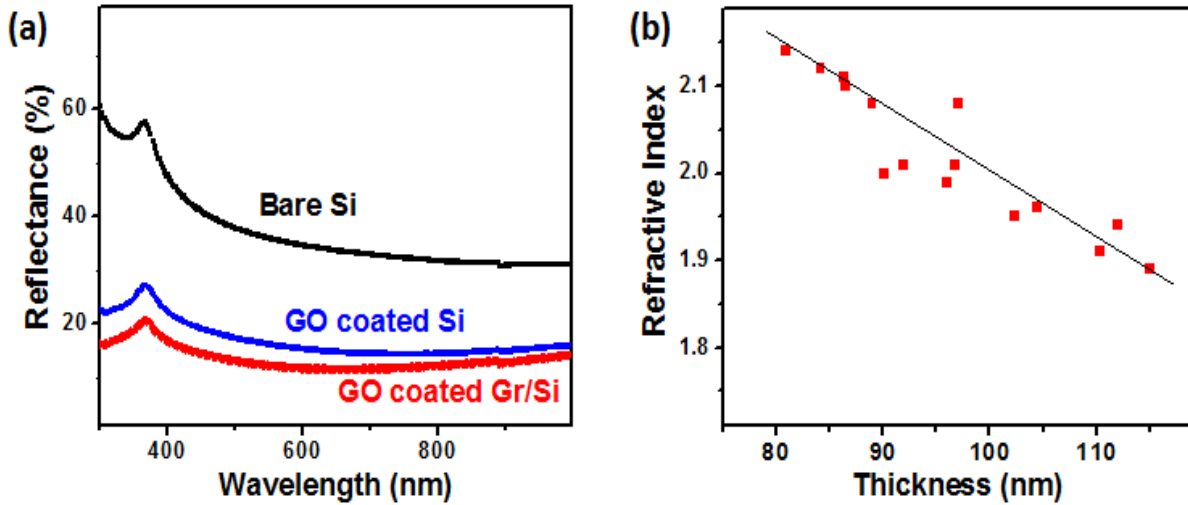 (a)
Reflectance (%)
60
40
20
Bare Si
GO coated Si
GO coated Gr/Si
400
600
800
Wavelength (nm)
(b)
Refractive Index
2.1
2.0
1.9
1.8
80
90
100
110
Thickness (nm)